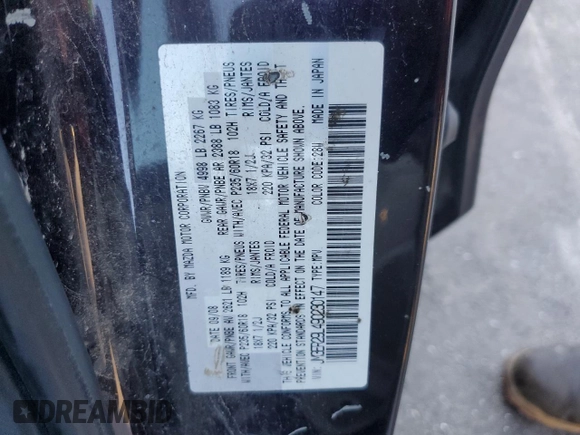 MFD BY MAZDA MOTOR CORPORATION
DATE 09/08 GVWR/PNBV 4998 LB 2267 KG
FRONT GAWR/PNBE AV 2621 LB 1189 KG REAR GAWR/PNBE AR 2388 LB 1083 KG
WITH/AVEC P235/60R18 102H TIRES/PNEUS WITH/AVEC P235/60R18 102H TIRES/PNEUS
18X7 1/2J RIMS/JANTES 18X7 1/2J RIMS/JANTES
220 KPA/32 PSI COLD/A FROID 220 KPA/32 PSI COLD/A FROID
THIS VEHICLE CONFORMS TO ALL APPLICABLE FEDERAL MOTOR VEHICLE SAFETY AND THEFT
PREVENTION STANDARDS IN EFFECT ON THE DATE OF MANUFACTURE SHOWN ABOVE.
TYPE:MPV COLOR CODE:28W MADE IN JAPAN
DREAMBID